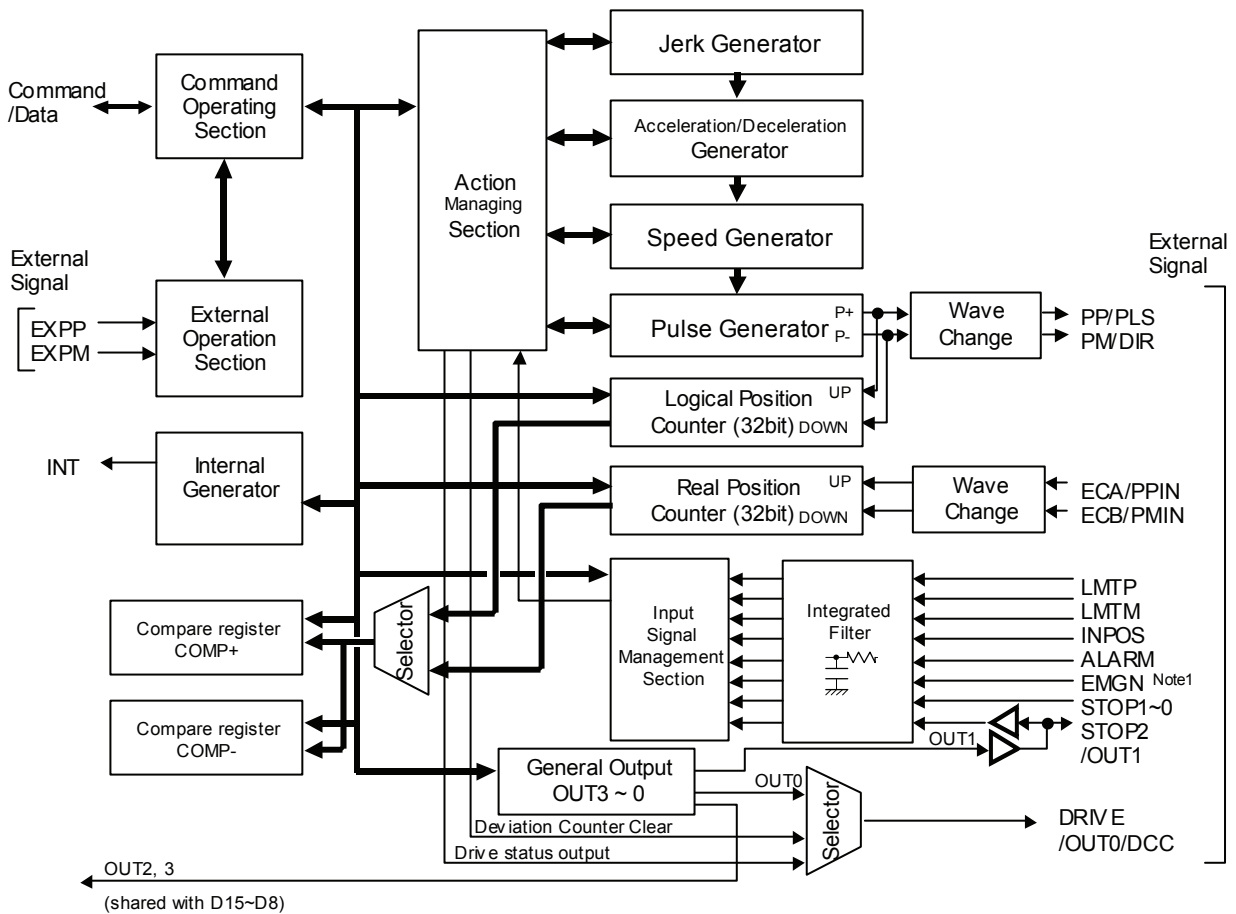 Command
/Data
Command
Operating
Section
External
Signal
EXPP
EXPM
External
Operation
Section
INT
Internal
Generator
Action
Managing
Section
Jerk Generator
Acceleration/Deceleration
Generator
Speed Generator
Pulse Generator
P+
P-
Wave
Change
PP/PLS
PM/DIR
External
Signal
Logical Position
Counter (32bit)
UP
DOWN
Real Position
Counter (32bit)
UP
DOWN
Wave
Change
ECA/PPIN
ECB/PMIN
Compare register
COMP+
Compare register
COMP-
Selector
Input
Signal
Management
Section
Integrated
Filter
LMTP
LMTM
INPOS
ALARM
EMGN Note1
STOP1~0
STOP2
/OUT1
General Output
OUT3 ~ 0
OUT1
OUT0
Selector
DRIVE
/OUT0/DCC
Deviation Counter Clear
Drive status output
OUT2, 3
(shared with D15~D8)